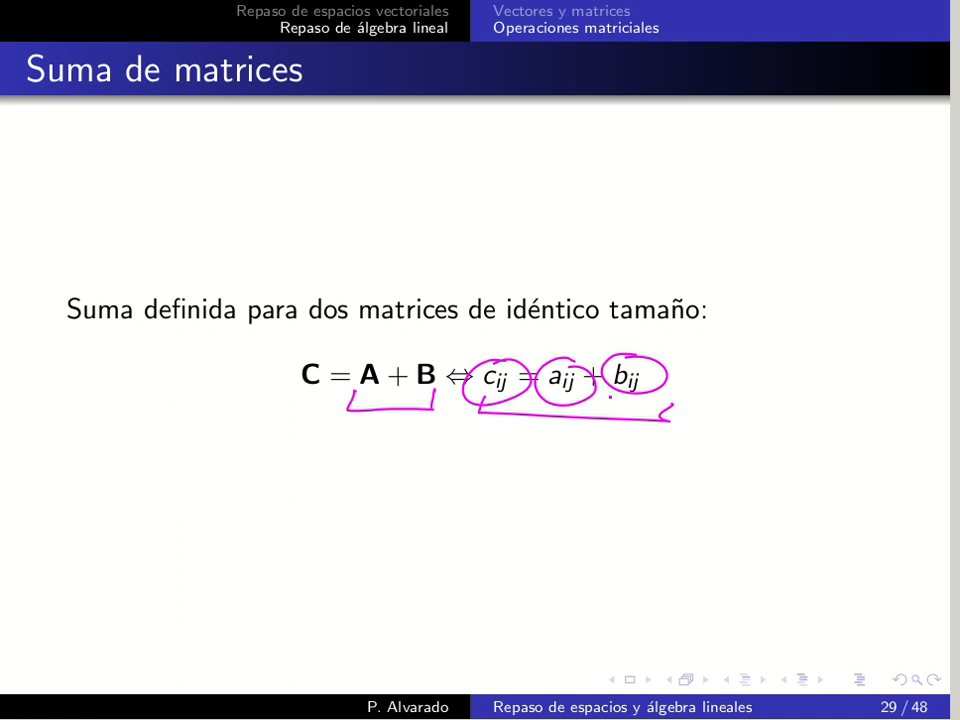 Repaso de espacios vectoriales Vectores y matrices
Repaso de álgebra lineal Operaciones matriciales
Suma de matrices
Suma definida para dos matrices de idéntico tamaño:
C = A + B ⇔ c_ij = a_ij + b_ij
P. Alvarado Repaso de espacios y álgebra lineales 29 / 48